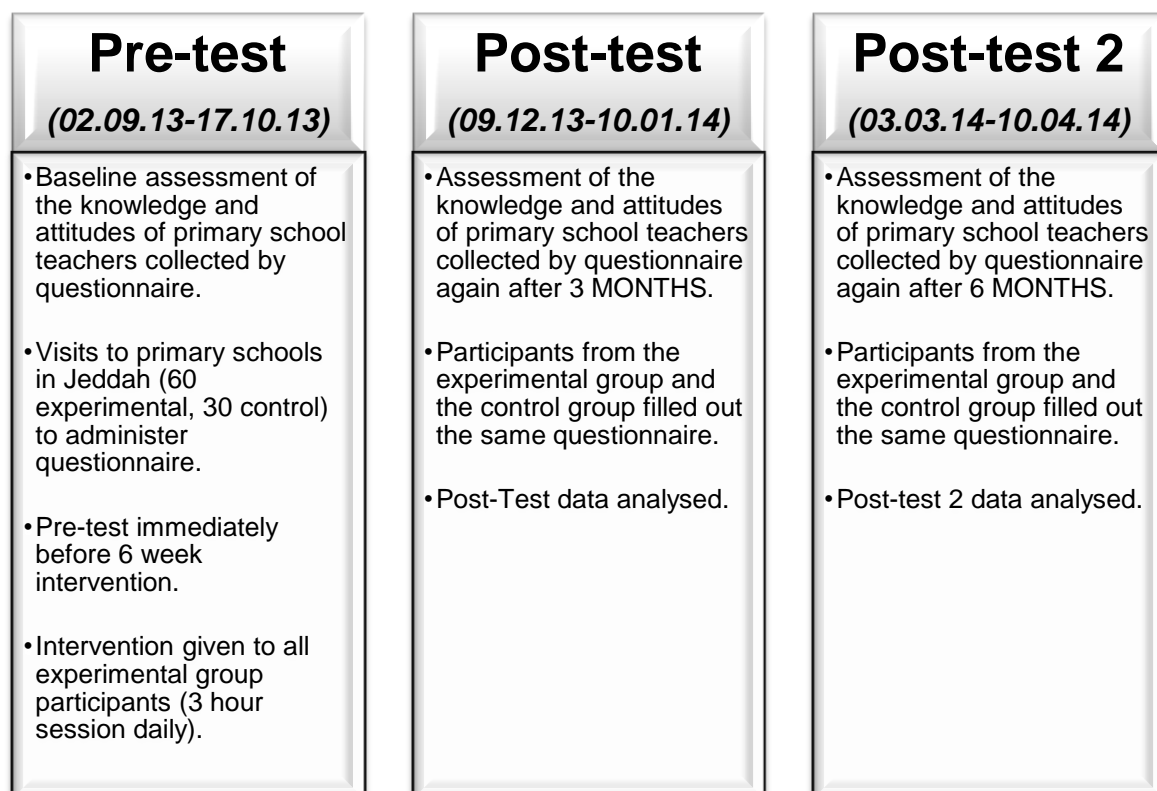 Pre-test
(02.09.13-17.10.13)
•Baseline assessment of
the knowledge and
attitudes of primary school
teachers collected by
questionnaire.
•Visits to primary schools
in Jeddah (60
experimental, 30 control)
to administer
questionnaire.
•Pre-test immediately
before 6 week
intervention.
•Intervention given to all
experimental group
participants (3 hour
session daily).
Post-test
(09.12.13-10.01.14)
•Assessment of the
knowledge and attitudes
of primary school teachers
collected by questionnaire
again after 3 MONTHS.
•Participants from the
experimental group and
the control group filled out
the same questionnaire.
•Post-Test data analysed.
Post-test 2
(03.03.14-10.04.14)
•Assessment of the
knowledge and attitudes
of primary school teachers
collected by questionnaire
again after 6 MONTHS.
•Participants from the
experimental group and
the control group filled out
the same questionnaire.
•Post-test 2 data analysed.